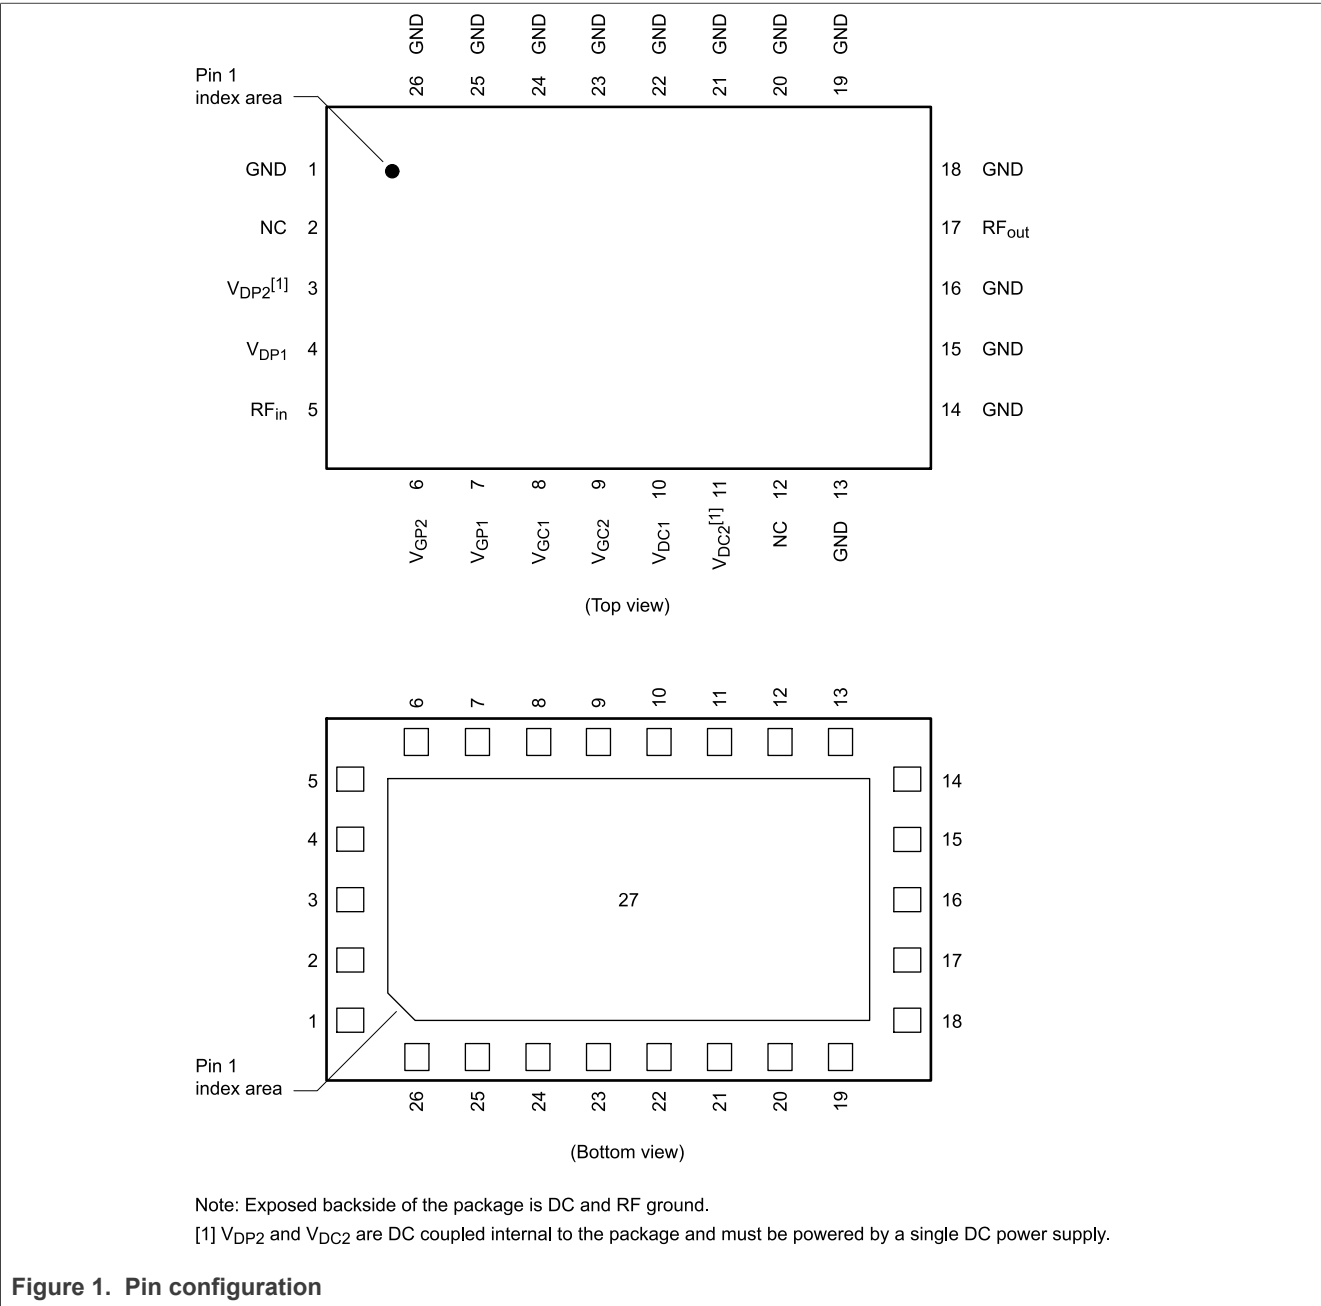 GND GND GND GND GND GND GND GND
26 25 24 23 22 21 20 19
Pin 1
index area
GND 1
18 GND
NC 2
17 RFout
VDP2[1] 3
16 GND
VDP1 4
15 GND
RFin 5
14 GND
6 7 8 9 10 11 12 13
VGP2 VGP1 VGC1 VGC2 VDC1 VDC2[1] NC GND
(Top view)
6 7 8 9 10 11 12 13
5 14
4 15
3 27 16
2 17
1 18
Pin 1
index area
26 25 24 23 22 21 20 19
(Bottom view)
Note: Exposed backside of the package is DC and RF ground.
[1] VDP2 and VDC2 are DC coupled internal to the package and must be powered by a single DC power supply.
Figure 1. Pin configuration